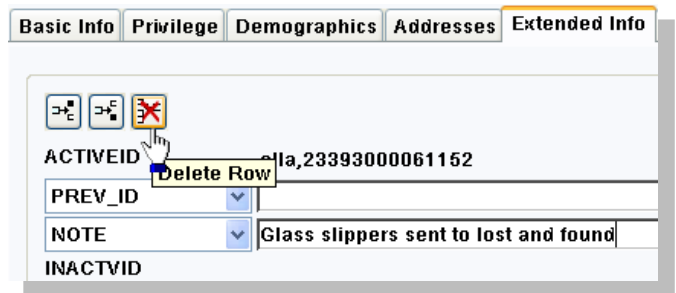 Basic Info Privilege Demographics Addresses Extended Info
ACTIVEID ella,23393000061152
Delete Row
PREV_ID
NOTE Glass slippers sent to lost and found
INACTVID